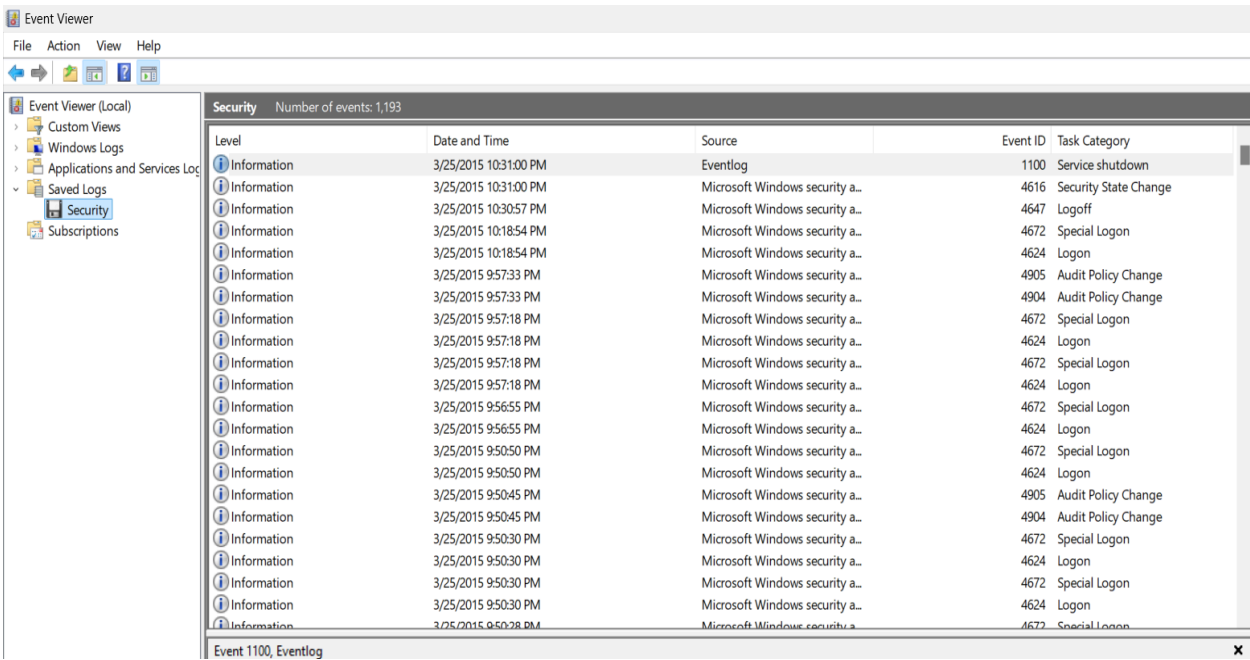 Event Viewer
File Action View Help
Event Viewer (Local)
Custom Views
Windows Logs
Applications and Services Log
Saved Logs
Security
Subscriptions
Security Number of events: 1,193
Level Date and Time Source Event ID Task Category
Information 3/25/2015 10:31:00 PM Eventlog 1100 Service shutdown
Information 3/25/2015 10:31:00 PM Microsoft Windows security a... 4616 Security State Change
Information 3/25/2015 10:30:57 PM Microsoft Windows security a... 4647 Logoff
Information 3/25/2015 10:18:54 PM Microsoft Windows security a... 4672 Special Logon
Information 3/25/2015 10:18:54 PM Microsoft Windows security a... 4624 Logon
Information 3/25/2015 9:57:33 PM Microsoft Windows security a... 4905 Audit Policy Change
Information 3/25/2015 9:57:33 PM Microsoft Windows security a... 4904 Audit Policy Change
Information 3/25/2015 9:57:18 PM Microsoft Windows security a... 4672 Special Logon
Information 3/25/2015 9:57:18 PM Microsoft Windows security a... 4624 Logon
Information 3/25/2015 9:57:18 PM Microsoft Windows security a... 4672 Special Logon
Information 3/25/2015 9:57:18 PM Microsoft Windows security a... 4624 Logon
Information 3/25/2015 9:56:55 PM Microsoft Windows security a... 4672 Special Logon
Information 3/25/2015 9:56:55 PM Microsoft Windows security a... 4624 Logon
Information 3/25/2015 9:50:50 PM Microsoft Windows security a... 4672 Special Logon
Information 3/25/2015 9:50:50 PM Microsoft Windows security a... 4624 Logon
Information 3/25/2015 9:50:45 PM Microsoft Windows security a... 4905 Audit Policy Change
Information 3/25/2015 9:50:45 PM Microsoft Windows security a... 4904 Audit Policy Change
Information 3/25/2015 9:50:30 PM Microsoft Windows security a... 4672 Special Logon
Information 3/25/2015 9:50:30 PM Microsoft Windows security a... 4624 Logon
Information 3/25/2015 9:50:30 PM Microsoft Windows security a... 4672 Special Logon
Information 3/25/2015 9:50:30 PM Microsoft Windows security a... 4624 Logon
Information 3/25/2015 9:50:28 PM Microsoft Windows security a 4672 Special Logon
Event 1100, Eventlog